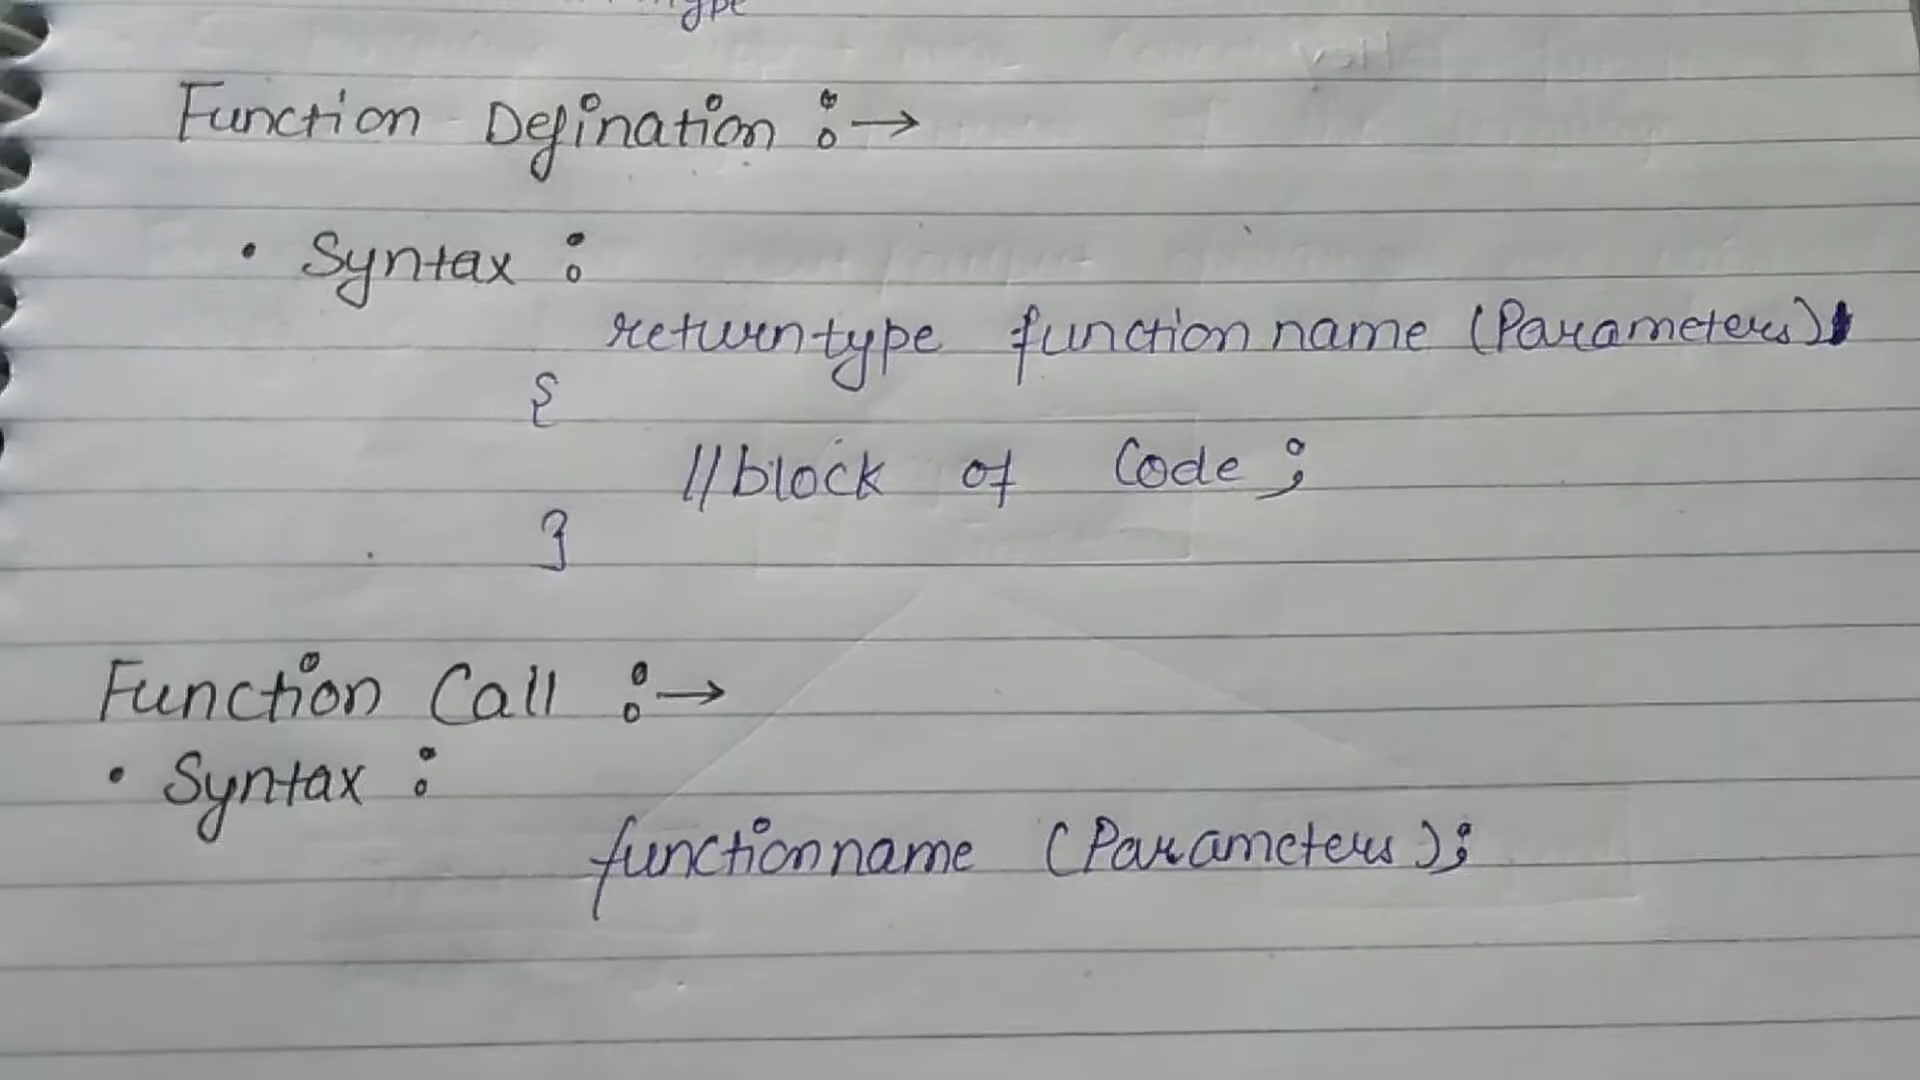 Function Defination :→
• Syntax :
returntype functionname (Parameters)
{
//block of Code ;
}
Function Call :→
• Syntax :
functionname (Parameters);